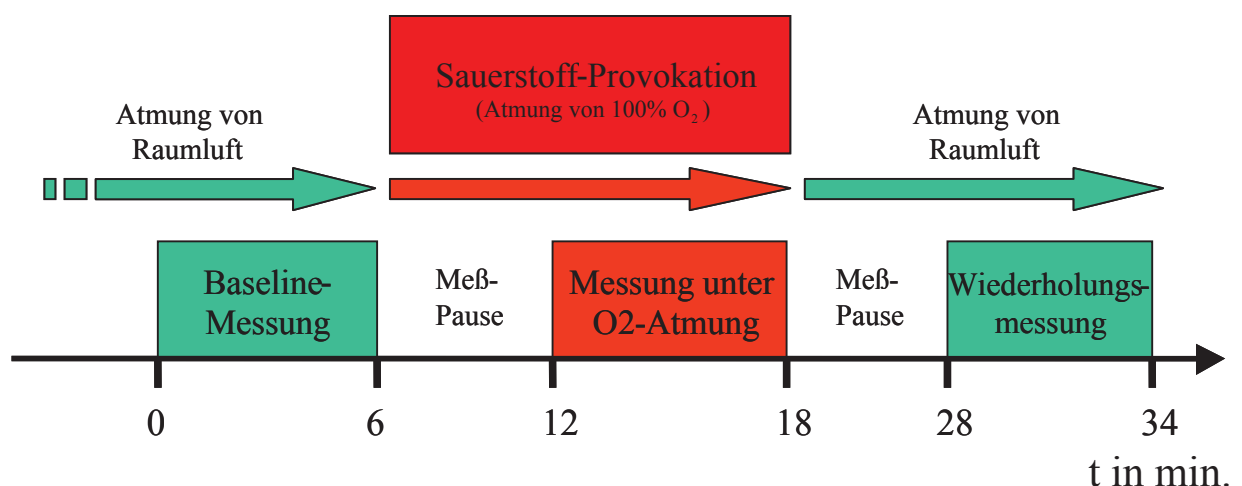 Sauerstoff-Provokation
(Atmung von 100% O₂)
Atmung von
Raumluft
Atmung von
Raumluft
Baseline-
Messung
Meß-
Pause
Messung unter
O2-Atmung
Meß-
Pause
Wiederholungs-
messung
0 6 12 18 28 34
t in min.